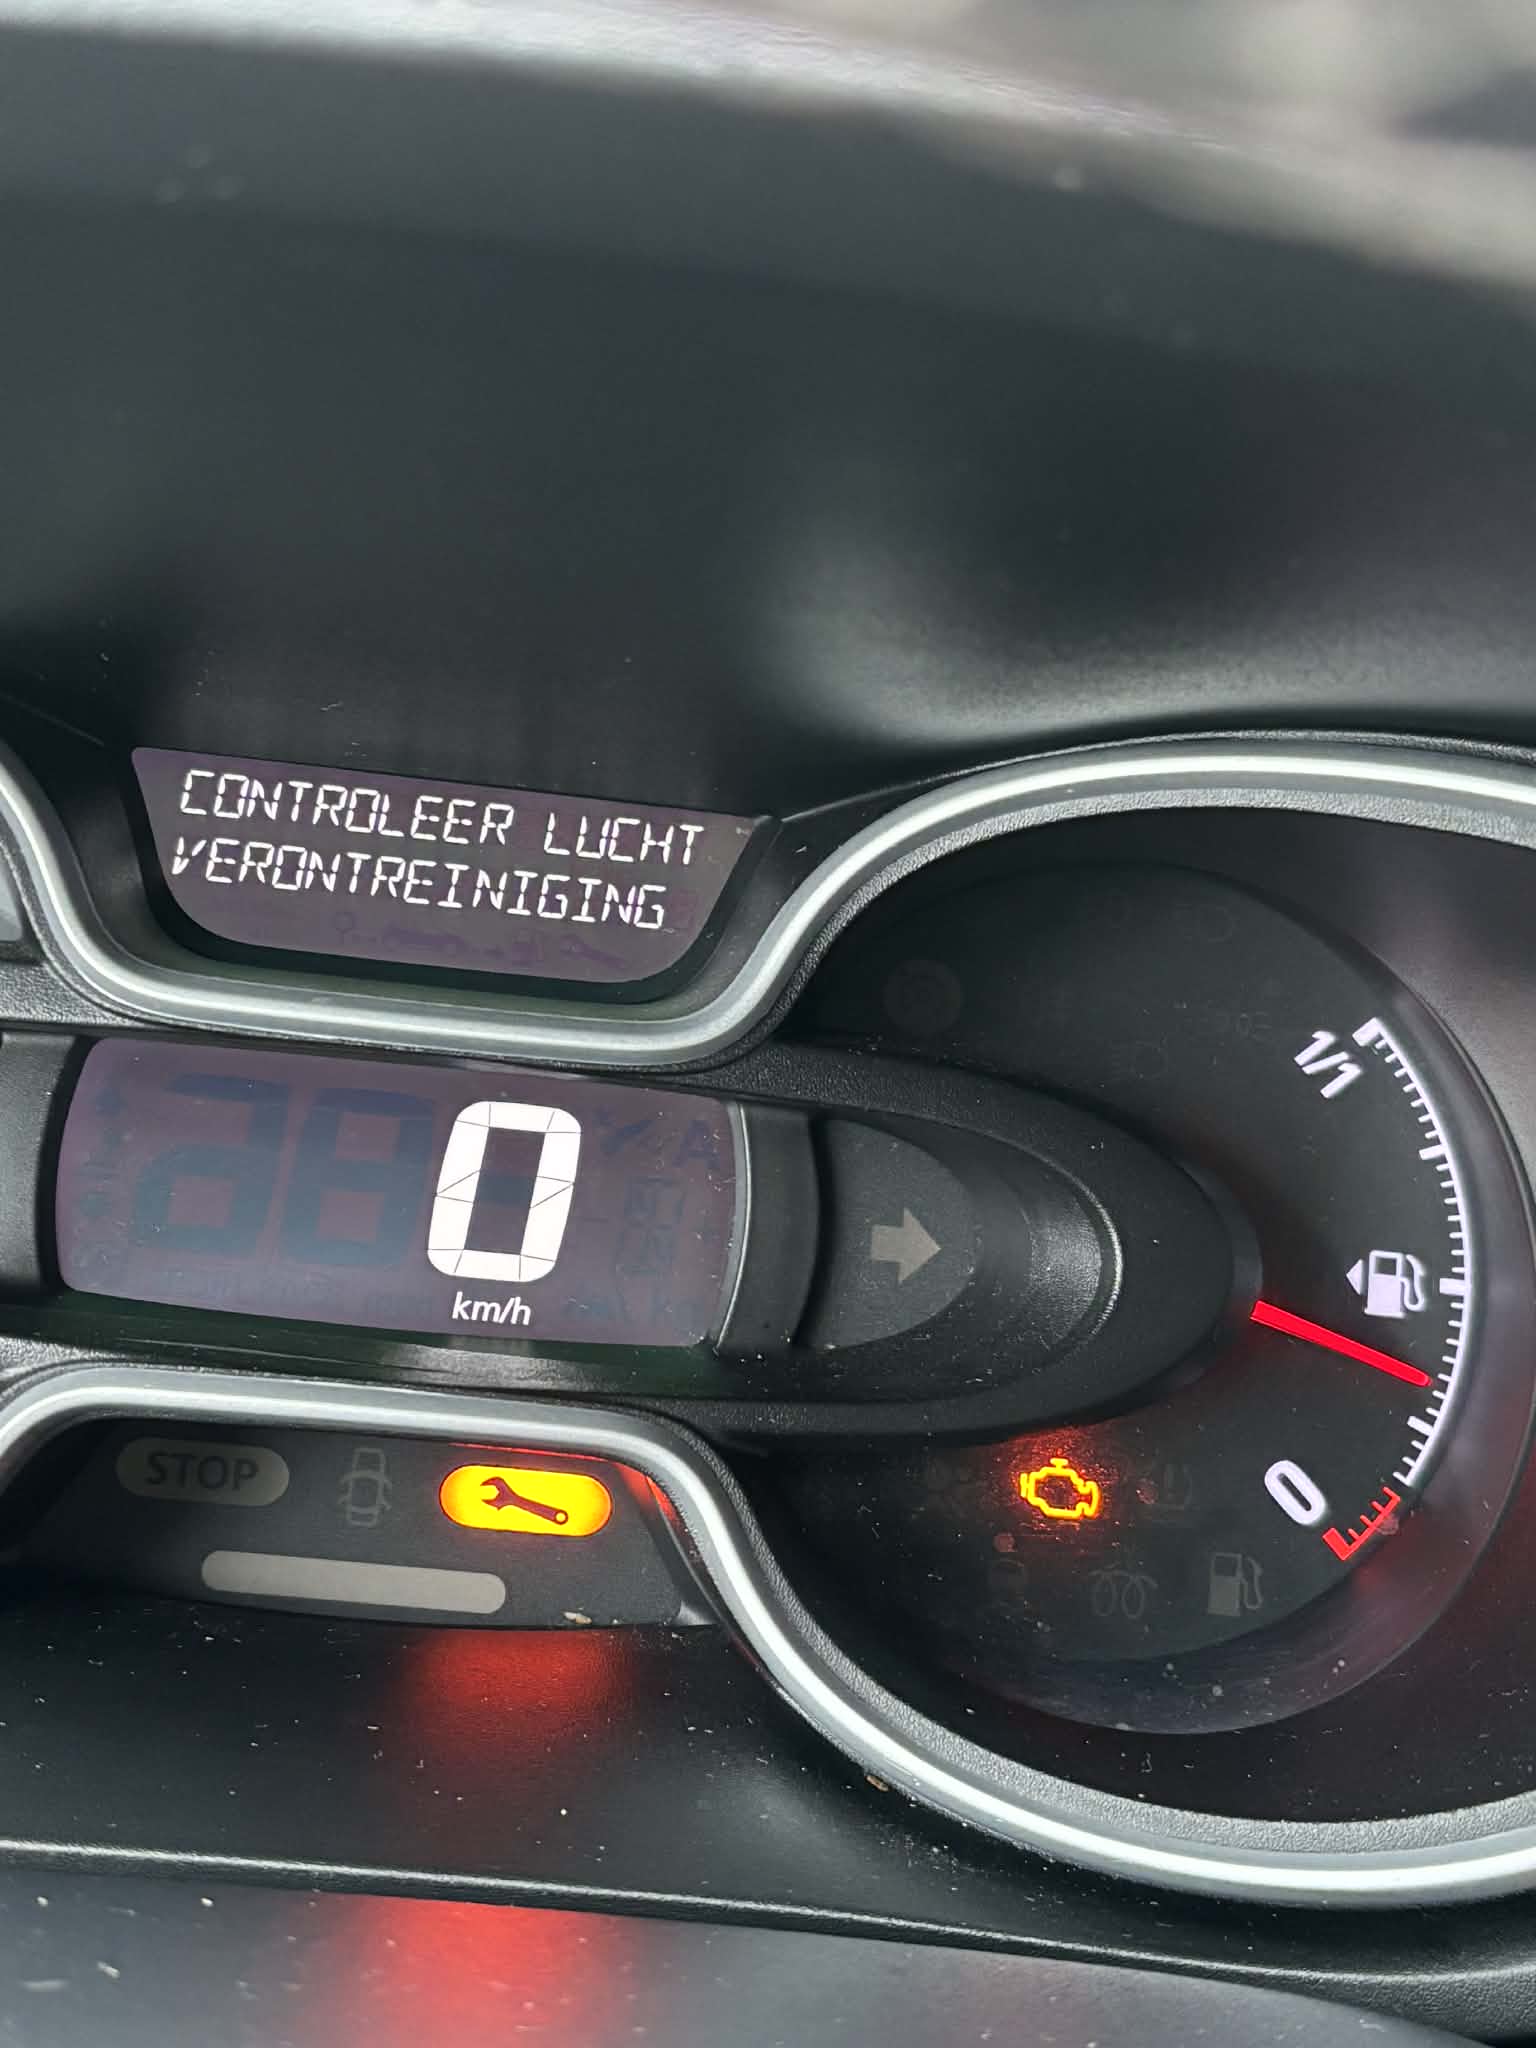 CONTROLEER LUCHT
VERONTREINIGING
0
km/h
1/1
STOP
0